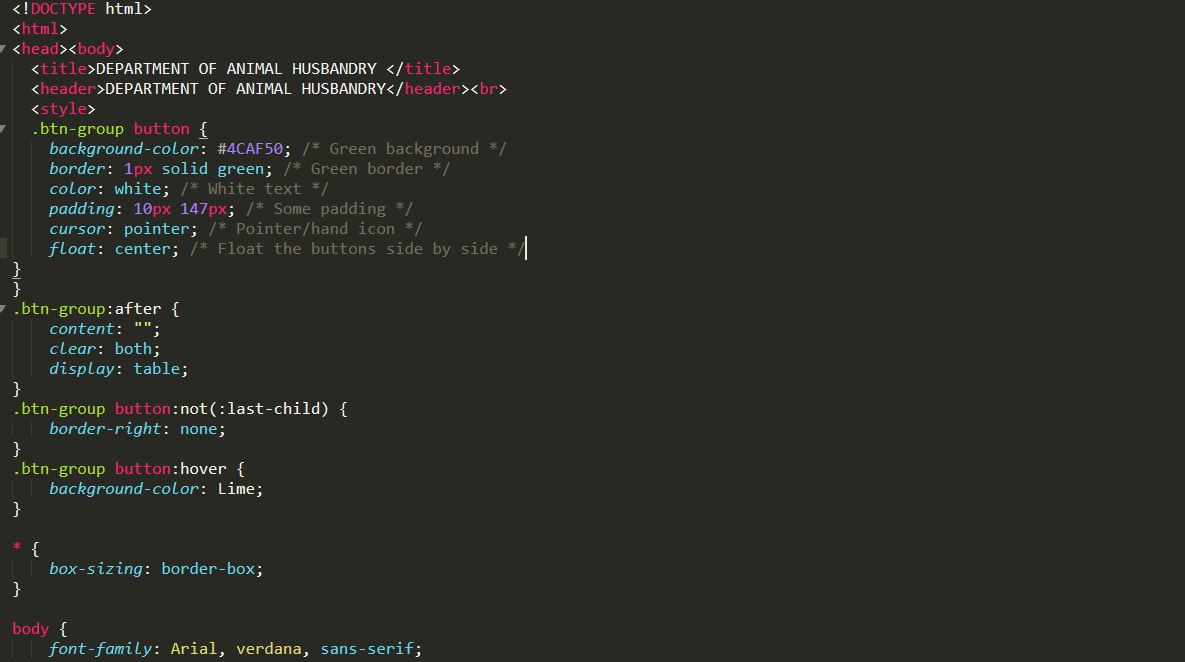 <!DOCTYPE html>
<html>
<head><body>
  <title>DEPARTMENT OF ANIMAL HUSBANDRY </title>
  <header>DEPARTMENT OF ANIMAL HUSBANDRY</header><br>
  <style>
  .btn-group button {
    background-color: #4CAF50; /* Green background */
    border: 1px solid green; /* Green border */
    color: white; /* White text */
    padding: 10px 147px; /* Some padding */
    cursor: pointer; /* Pointer/hand icon */
    float: center; /* Float the buttons side by side */
}
}
.btn-group:after {
    content: "";
    clear: both;
    display: table;
}
.btn-group button:not(:last-child) {
    border-right: none;
}
.btn-group button:hover {
    background-color: Lime;
}

* {
    box-sizing: border-box;
}

body {
    font-family: Arial, verdana, sans-serif;